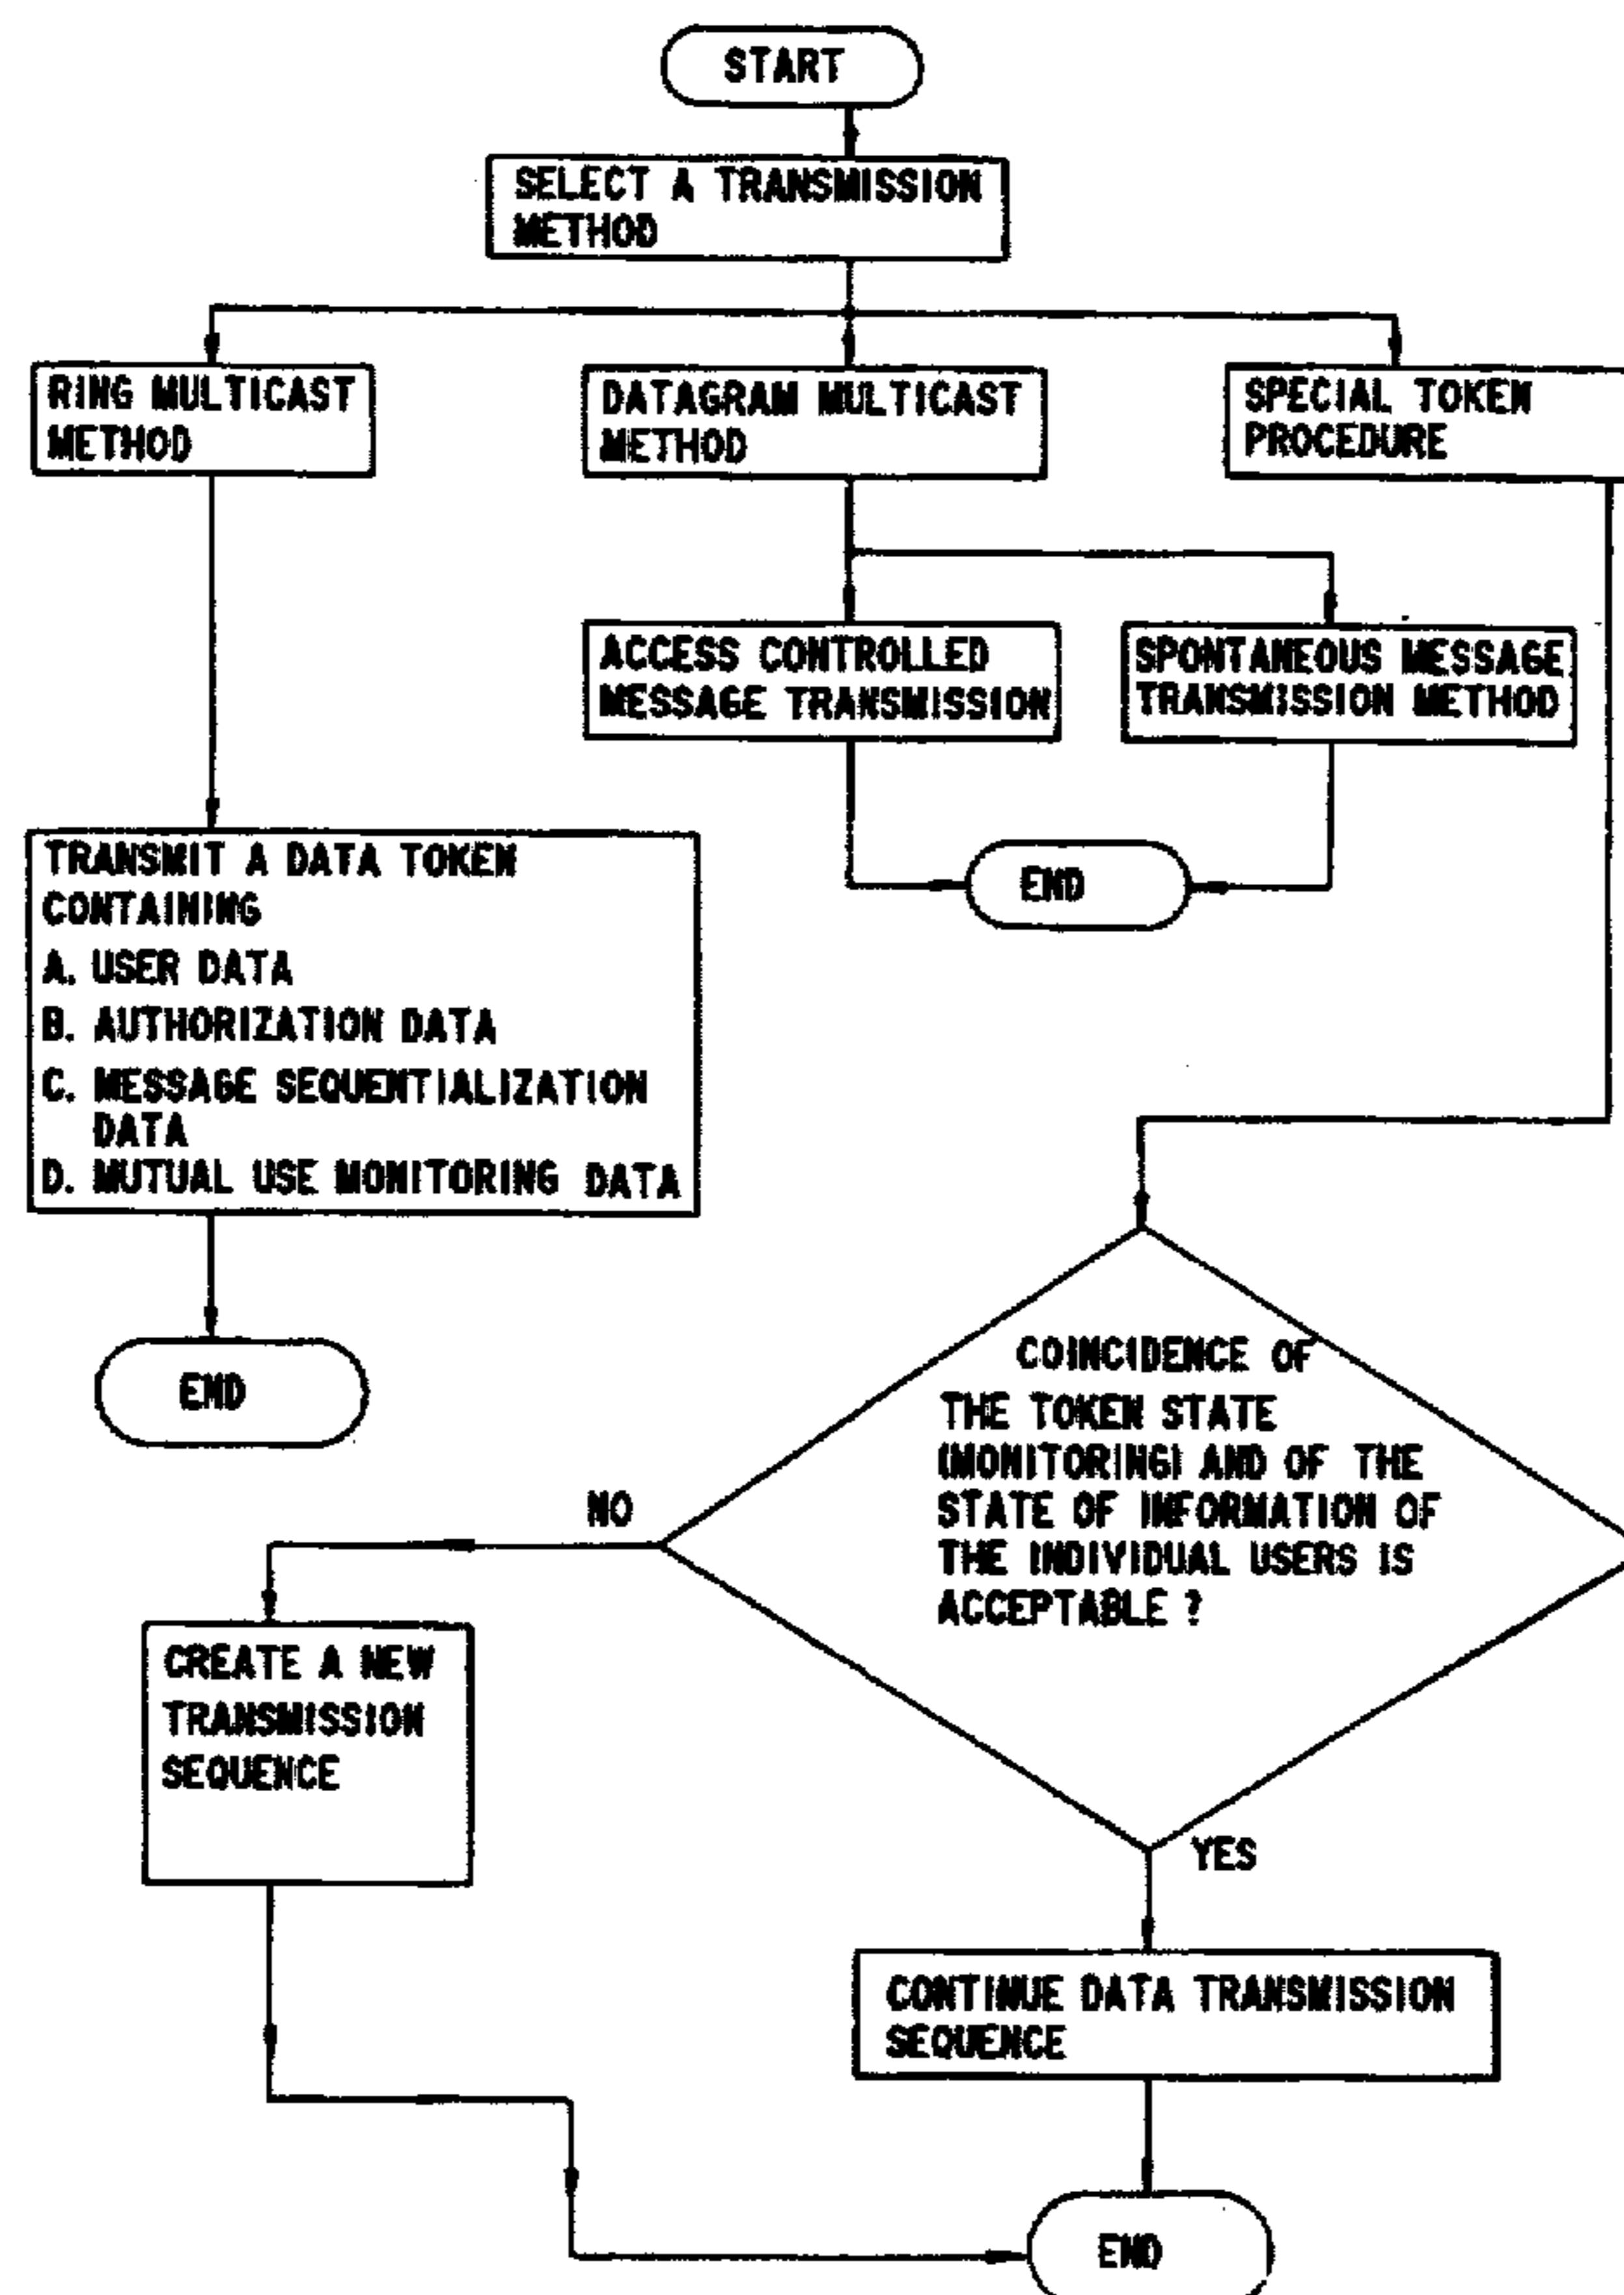 START
SELECT A TRANSMISSION
METHOD
RING MULTICAST
METHOD
DATAGRAM MULTICAST
METHOD
SPECIAL TOKEN
PROCEDURE
ACCESS CONTROLLED
MESSAGE TRANSMISSION
SPONTANEOUS MESSAGE
TRANSMISSION METHOD
END
TRANSMIT A DATA TOKEN
CONTAINING
A. USER DATA
B. AUTHORIZATION DATA
C. MESSAGE SEQUENTIALIZATION
DATA
D. MUTUAL USE MONITORING DATA
END
COINCIDENCE OF
THE TOKEN STATE
(MONITORING) AND OF THE
STATE OF INFORMATION OF
THE INDIVIDUAL USERS IS
ACCEPTABLE ?
NO
CREATE A NEW
TRANSMISSION
SEQUENCE
YES
CONTINUE DATA TRANSMISSION
SEQUENCE
END